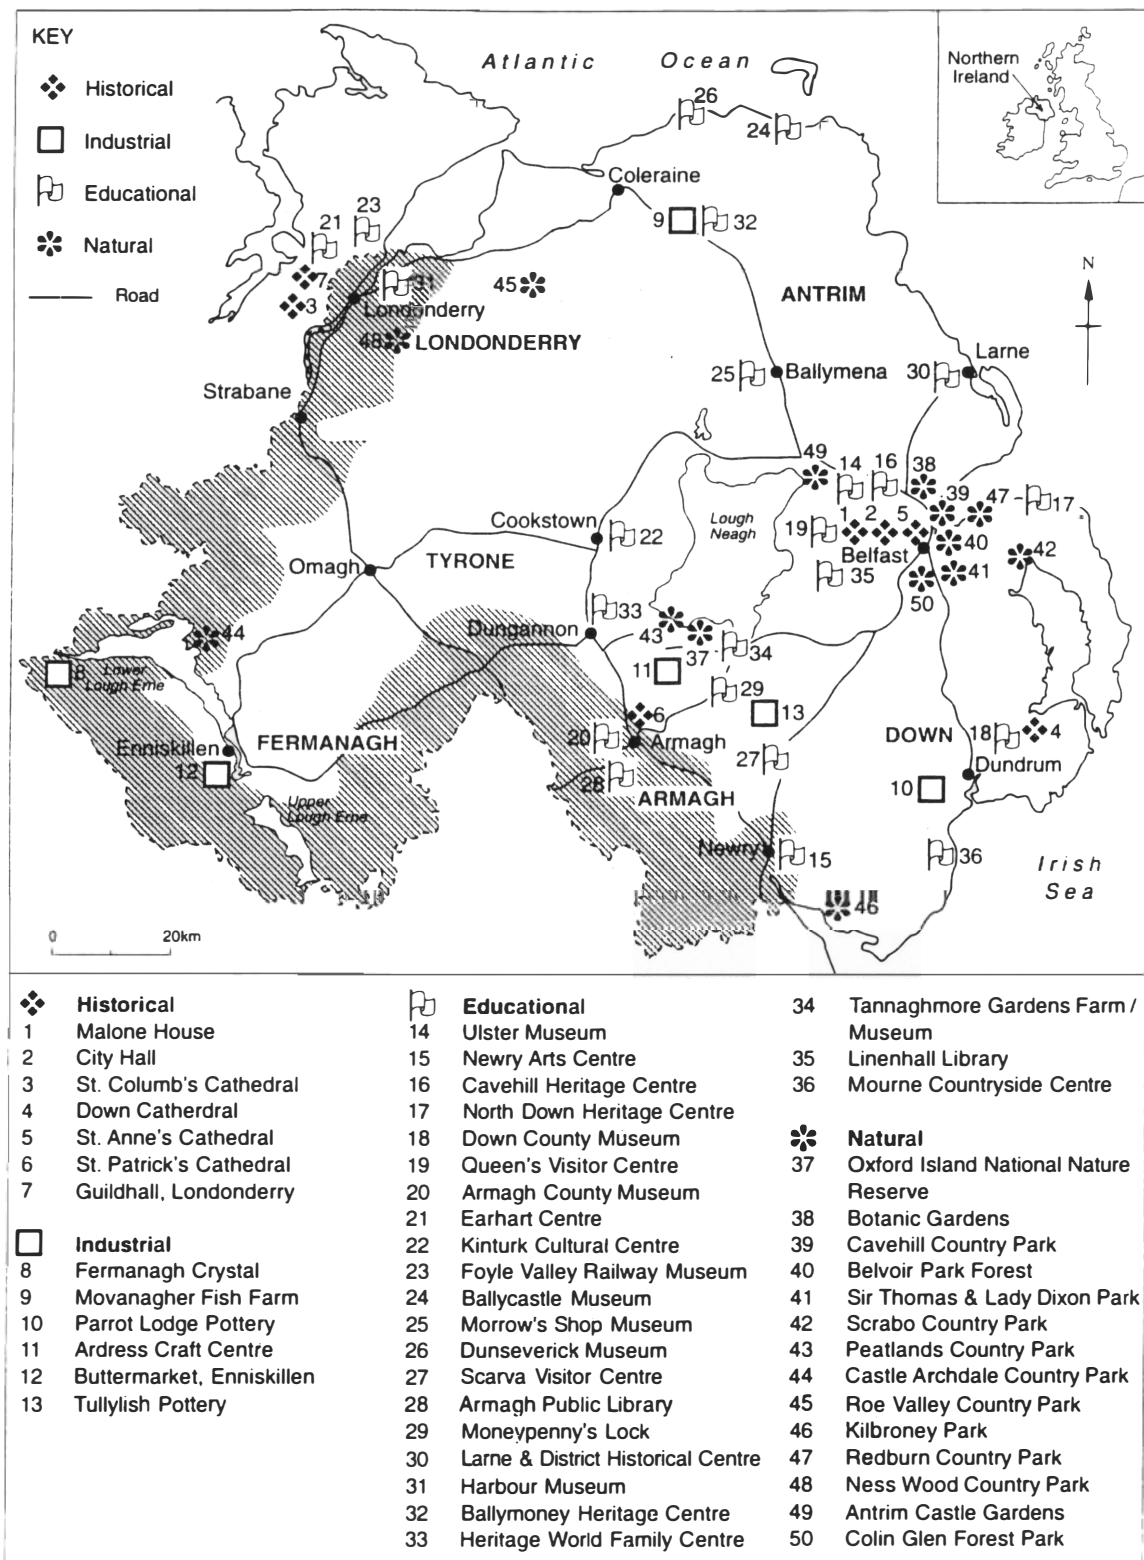 KEY
Historical
Industrial
Educational
Natural
Road
Atlantic Ocean
Northern
Ireland
26
24
Coleraine
9
32
23
21
7
3
31
Londonderry
45
48
LONDONDERRY
ANTRIM
N
Larne
30
25
Ballymena
Strabane
49
14
16
38
39
47
17
1
2
5
19
Belfast
40
42
41
35
50
Lough
Neagh
Cookstown
22
TYRONE
Omagh
33
Dungannon
43
37
34
11
29
13
44
8
Lower
Lough Erne
6
20
Armagh
28
ARMAGH
27
FERMANAGH
Enniskillen
12
Upper
Lough Erne
DOWN
18
4
Dundrum
10
Newry
15
36
46
Irish
Sea
0 20km
Historical
1 Malone House
2 City Hall
3 St. Columb's Cathedral
4 Down Catherdral
5 St. Anne's Cathedral
6 St. Patrick's Cathedral
7 Guildhall, Londonderry
Industrial
8 Fermanagh Crystal
9 Movanagher Fish Farm
10 Parrot Lodge Pottery
11 Ardress Craft Centre
12 Buttermarket, Enniskillen
13 Tullylish Pottery
Educational
14 Ulster Museum
15 Newry Arts Centre
16 Cavehill Heritage Centre
17 North Down Heritage Centre
18 Down County Museum
19 Queen's Visitor Centre
20 Armagh County Museum
21 Earhart Centre
22 Kinturk Cultural Centre
23 Foyle Valley Railway Museum
24 Ballycastle Museum
25 Morrow's Shop Museum
26 Dunseverick Museum
27 Scarva Visitor Centre
28 Armagh Public Library
29 Moneypenny's Lock
30 Larne & District Historical Centre
31 Harbour Museum
32 Ballymoney Heritage Centre
33 Heritage World Family Centre
34 Tannaghmore Gardens Farm /
Museum
35 Linenhall Library
36 Mourne Countryside Centre
Natural
37 Oxford Island National Nature
Reserve
38 Botanic Gardens
39 Cavehill Country Park
40 Belvoir Park Forest
41 Sir Thomas & Lady Dixon Park
42 Scrabo Country Park
43 Peatlands Country Park
44 Castle Archdale Country Park
45 Roe Valley Country Park
46 Kilbroney Park
47 Redburn Country Park
48 Ness Wood Country Park
49 Antrim Castle Gardens
50 Colin Glen Forest Park